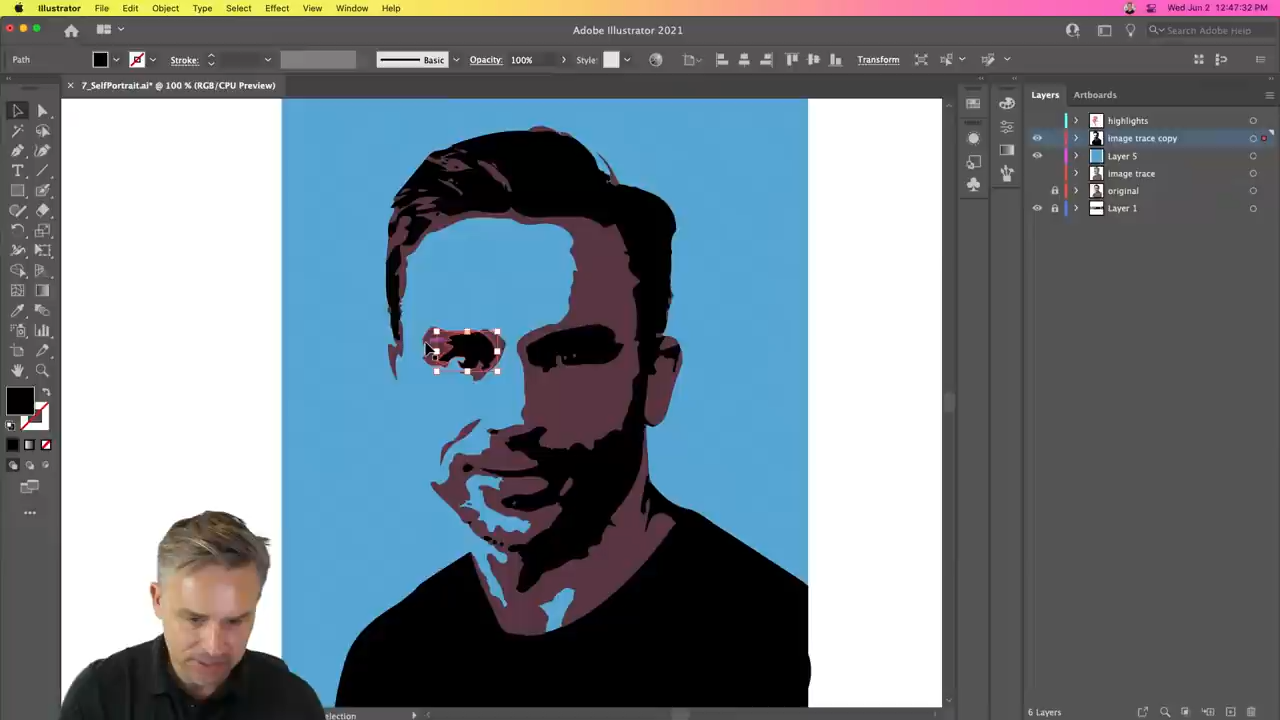 Illustrator File Edit Object Type Select Effect View Window Help Wed Jun 2 12:47:32 PM
Adobe Illustrator 2021 Search Adobe Help
Path Stroke: Basic Opacity: 100% Style: Transform
× 7_SelfPortrait.ai* @ 100 % (RGB/CPU Preview)
Layers Artboards
highlights
image trace copy
Layer 5
image trace
original
Layer 1
election
6 Layers